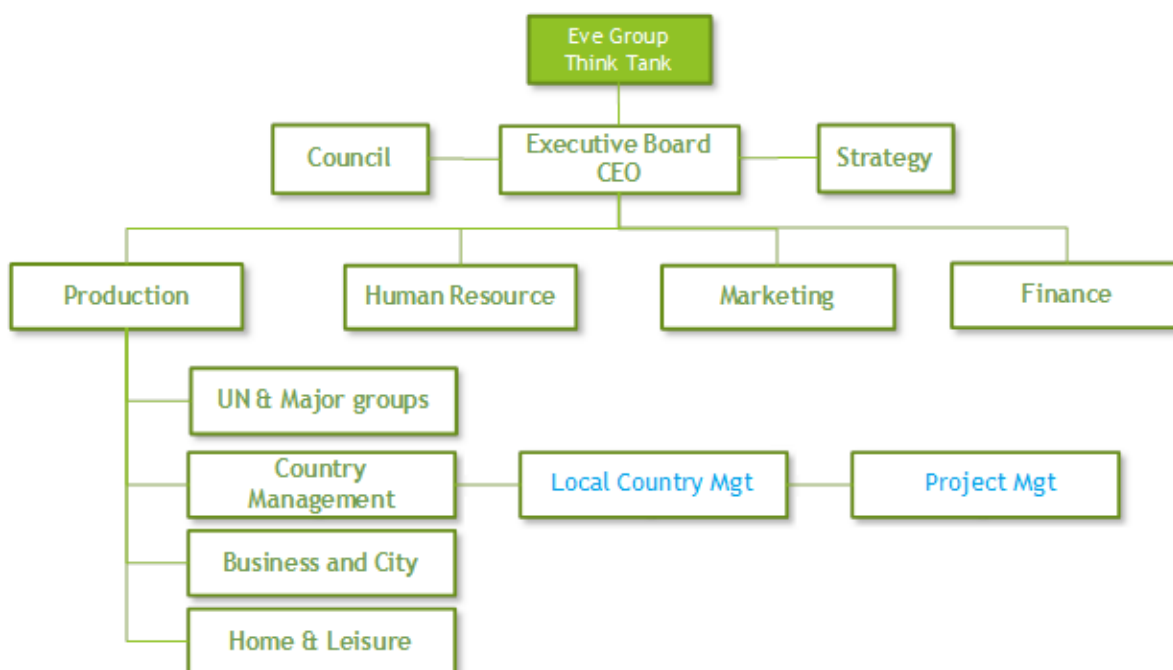 Eve Group
Think Tank
Council
Executive Board
CEO
Strategy
Production
Human Resource
Marketing
Finance
UN & Major groups
Country
Management
Local Country Mgt
Project Mgt
Business and City
Home & Leisure